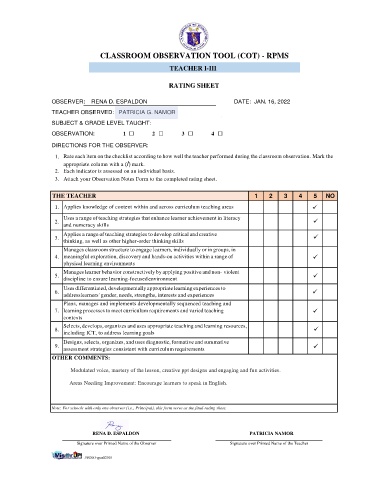 CLASSROOM OBSERVATION TOOL (COT) - RPMS
TEACHER I-III
RATING SHEET
OBSERVER: RENA D. ESPALDON DATE: JAN. 16, 2022
TEACHER OBSERVED: PATRICIA G. NAMOR
SUBJECT & GRADE LEVEL TAUGHT:
OBSERVATION: 1 ☐ 2 ☐ 3 ☐ 4 ☐
DIRECTIONS FOR THE OBSERVER:
1. Rate each item on the checklist according to how well the teacher performed during the classroom observation. Mark the
appropriate column with a (/) mark.
2. Each indicator is assessed on an individual basis.
3. Attach your Observation Notes Form to the completed rating sheet.
THE TEACHER 1 2 3 4 5 NO
1. Applies knowledge of content within and across curriculum teaching areas ✓
2. Uses a range of teaching strategies that enhance learner achievement in literacy
and numeracy skills ✓
3. Applies a range of teaching strategies to develop critical and creative
thinking, as well as other higher-order thinking skills ✓
4. Manages classroom structure to engage learners, individually or in groups, in
meaningful exploration, discovery and hands-on activities within a range of
physical learning environments ✓
5. Manages learner behavior constructively by applying positive and non- violent
discipline to ensure learning-focused environments ✓
6. Uses differentiated, developmentally appropriate learning experiences to
address learners' gender, needs, strengths, interests and experiences ✓
7. Plans, manages and implements developmentally sequenced teaching and
learning processes to meet curriculum requirements and varied teaching
contexts ✓
8. Selects, develops, organizes and uses appropriate teaching and learning resources,
including ICT, to address learning goals ✓
9. Designs, selects, organizes, and uses diagnostic, formative and summative
assessment strategies consistent with curriculum requirements ✓
OTHER COMMENTS:
Modulated voice, mastery of the lesson, creative ppt designs and engaging and fun activities.
Areas Needing Improvement: Encourage learners to speak in English.
Note: For schools with only one observer (i.e., Principal), this form serves as the final rating sheet.
RENA D. ESPALDON PATRICIA NAMOR
Signature over Printed Name of the Observer Signature over Printed Name of the Teacher